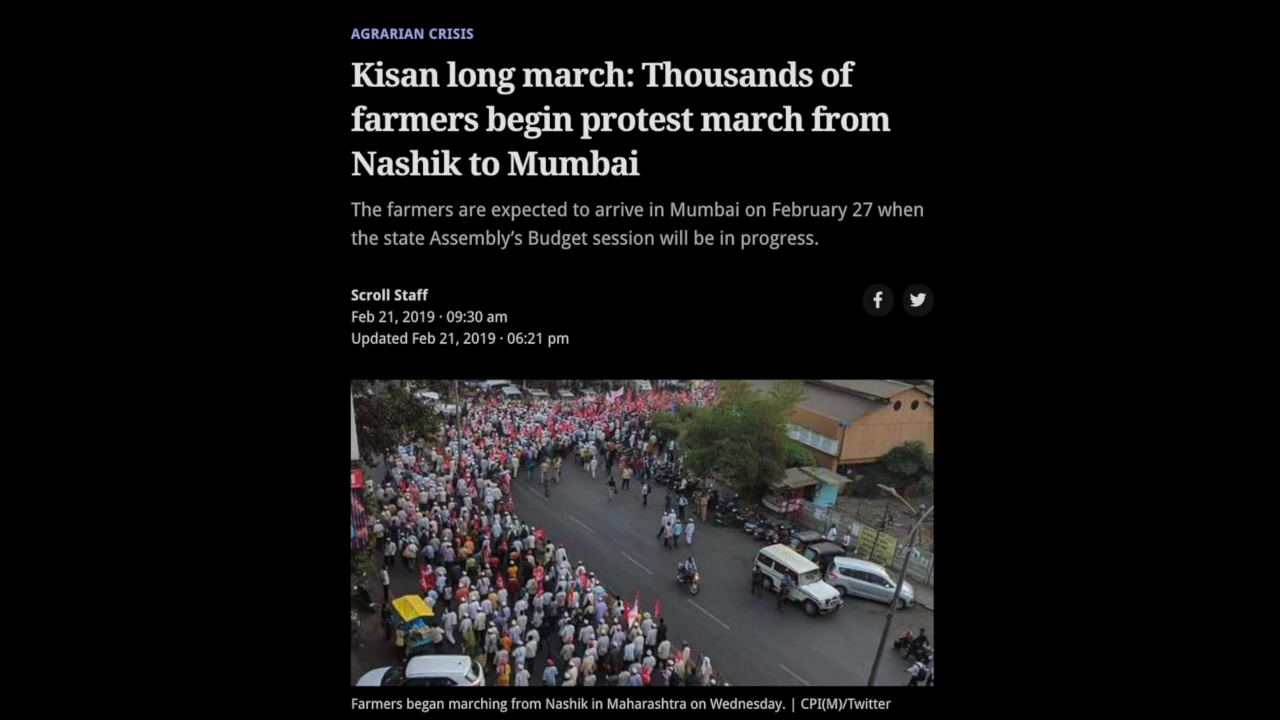 AGRARIAN CRISIS
Kisan long march: Thousands of
farmers begin protest march from
Nashik to Mumbai
The farmers are expected to arrive in Mumbai on February 27 when
the state Assembly’s Budget session will be in progress.
Scroll Staff
Feb 21, 2019 · 09:30 am
Updated Feb 21, 2019 · 06:21 pm
Farmers began marching from Nashik in Maharashtra on Wednesday. | CPI(M)/Twitter